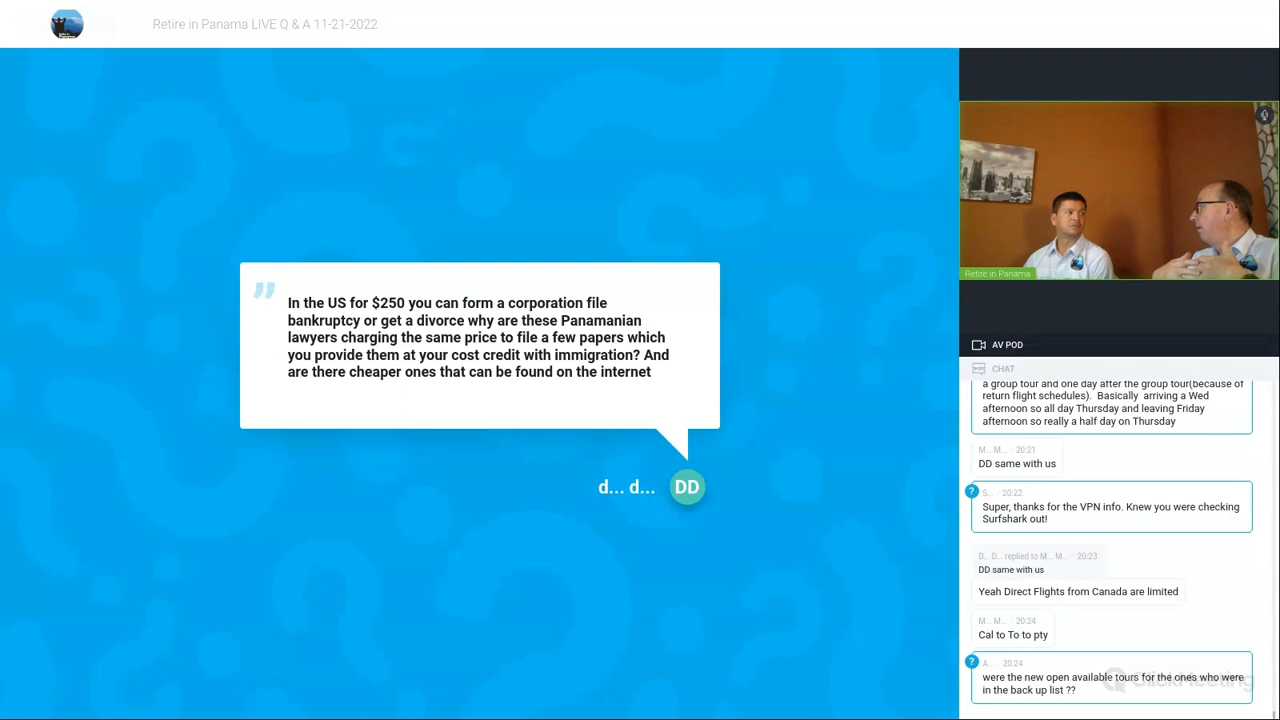 Retire in Panama LIVE Q & A 11-21-2022
In the US for $250 you can form a corporation file
bankruptcy or get a divorce why are these Panamanian
lawyers charging the same price to file a few papers which
you provide them at your cost credit with immigration? And
are there cheaper ones that can be found on the internet
d... d... DD
Retire in Panama
AV POD
CHAT
a group tour and one day after the group tour(because of
return flight schedules). Basically arriving a Wed
afternoon so all day Thursday and leaving Friday
afternoon so really a half day on Thursday
M... M... 20:21
DD same with us
? S... 20:22
Super, thanks for the VPN info. Knew you were checking
Surfshark out!
D... D... replied to M... M... 20:23
DD same with us
Yeah Direct Flights from Canada are limited
M... M... 20:24
Cal to To to pty
? A... 20:24
were the new open available tours for the ones who were
in the back up list ??
ClickMeeting